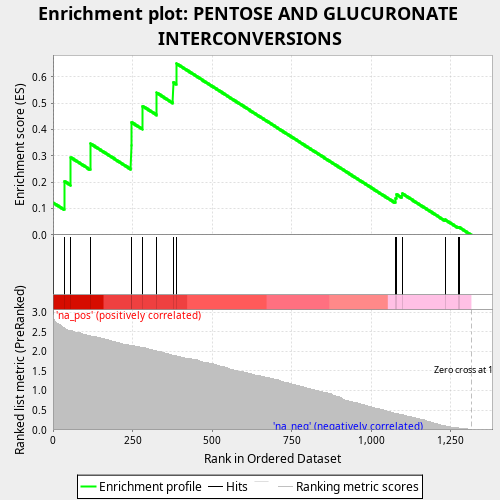 Enrichment plot: PENTOSE AND GLUCURONATE
INTERCONVERSIONS
Enrichment score (ES)
0.6
0.5
0.4
0.3
0.2
0.1
0.0
'na_pos' (positively correlated)
Ranked list metric (PreRanked)
3.0
2.5
2.0
1.5
1.0
0.5
0.0
Zero cross at 1
'na_neg' (negatively correlated)
0 250 500 750 1,000 1,250
Rank in Ordered Dataset
Enrichment profile Hits Ranking metric scores